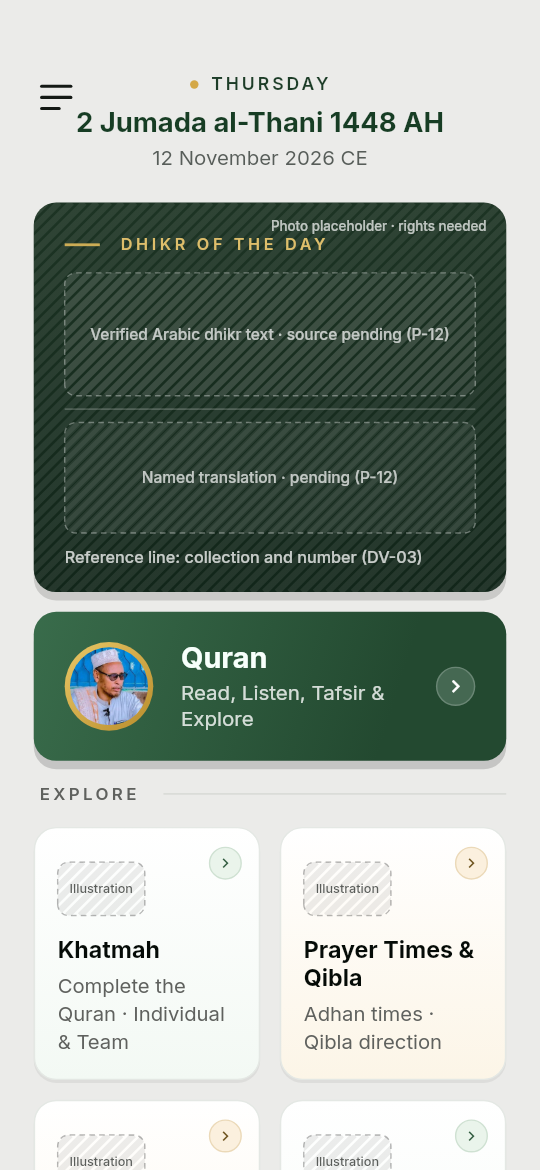 THURSDAY
2 Jumada al-Thani 1448 AH
12 November 2026 CE
Photo placeholder · rights needed
DHIKR OF THE DAY
Verified Arabic dhikr text · source pending (P-12)
Named translation · pending (P-12)
Reference line: collection and number (DV-03)
Quran
Read, Listen, Tafsir &
Explore
EXPLORE
Illustration
Khatmah
Complete the
Quran · Individual
& Team
Illustration
Prayer Times &
Qibla
Adhan times ·
Qibla direction
Illustration
Illustration